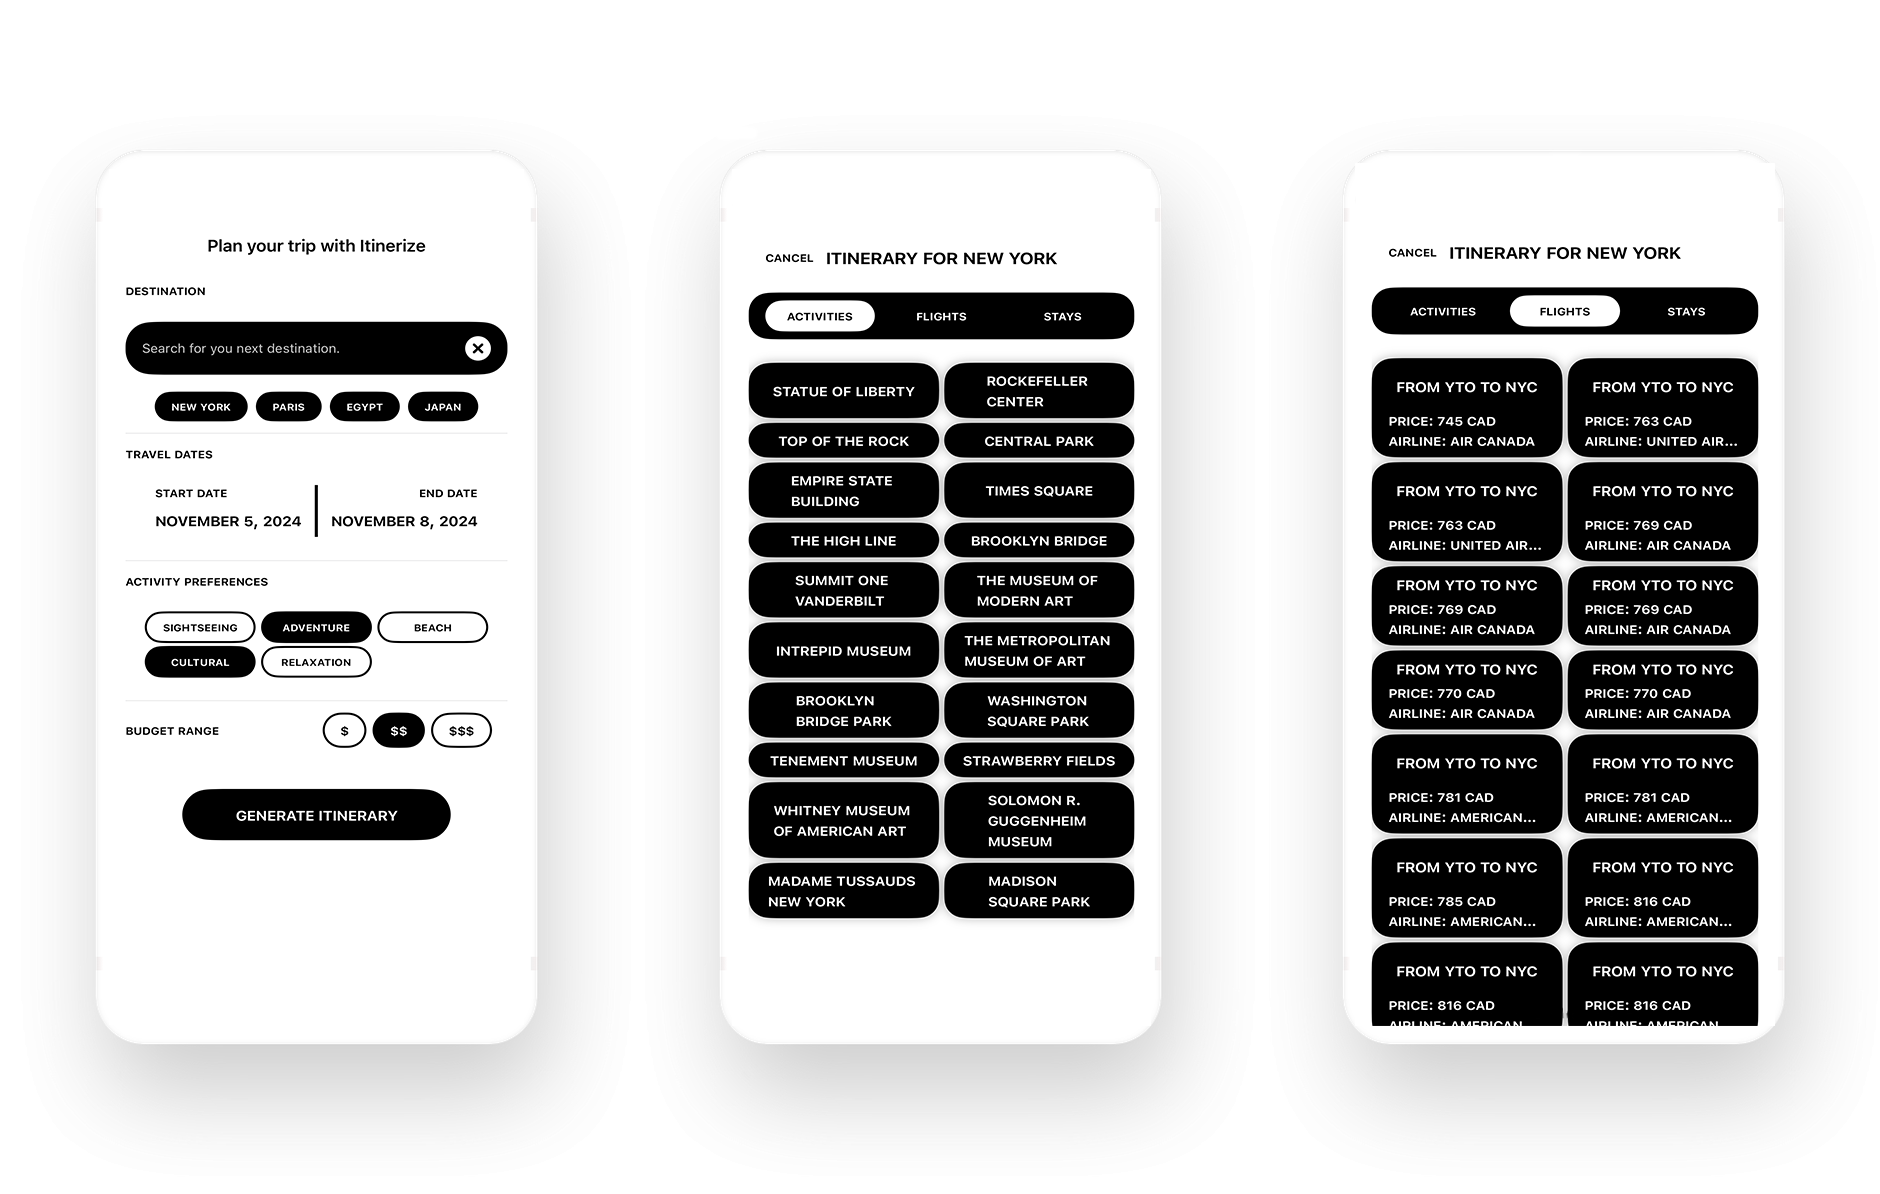 Plan your trip with Itinerize
DESTINATION
Search for you next destination.
NEW YORK PARIS EGYPT JAPAN
TRAVEL DATES
START DATE END DATE
NOVEMBER 5, 2024 NOVEMBER 8, 2024
ACTIVITY PREFERENCES
SIGHTSEEING ADVENTURE BEACH
CULTURAL RELAXATION
BUDGET RANGE $ $$ $$$
GENERATE ITINERARY
CANCEL ITINERARY FOR NEW YORK
ACTIVITIES FLIGHTS STAYS
STATUE OF LIBERTY
ROCKEFELLER
CENTER
TOP OF THE ROCK
CENTRAL PARK
EMPIRE STATE
BUILDING
TIMES SQUARE
THE HIGH LINE
BROOKLYN BRIDGE
SUMMIT ONE
VANDERBILT
THE MUSEUM OF
MODERN ART
INTREPID MUSEUM
THE METROPOLITAN
MUSEUM OF ART
BROOKLYN
BRIDGE PARK
WASHINGTON
SQUARE PARK
TENEMENT MUSEUM
STRAWBERRY FIELDS
WHITNEY MUSEUM
OF AMERICAN ART
SOLOMON R.
GUGGENHEIM
MUSEUM
MADAME TUSSAUDS
NEW YORK
MADISON
SQUARE PARK
CANCEL ITINERARY FOR NEW YORK
ACTIVITIES FLIGHTS STAYS
FROM YTO TO NYC
PRICE: 745 CAD
AIRLINE: AIR CANADA
FROM YTO TO NYC
PRICE: 763 CAD
AIRLINE: UNITED AIR...
FROM YTO TO NYC
PRICE: 763 CAD
AIRLINE: UNITED AIR...
FROM YTO TO NYC
PRICE: 769 CAD
AIRLINE: AIR CANADA
FROM YTO TO NYC
PRICE: 769 CAD
AIRLINE: AIR CANADA
FROM YTO TO NYC
PRICE: 769 CAD
AIRLINE: AIR CANADA
FROM YTO TO NYC
PRICE: 770 CAD
AIRLINE: AIR CANADA
FROM YTO TO NYC
PRICE: 770 CAD
AIRLINE: AIR CANADA
FROM YTO TO NYC
PRICE: 781 CAD
AIRLINE: AMERICAN...
FROM YTO TO NYC
PRICE: 781 CAD
AIRLINE: AMERICAN...
FROM YTO TO NYC
PRICE: 785 CAD
AIRLINE: AMERICAN...
FROM YTO TO NYC
PRICE: 816 CAD
AIRLINE: AMERICAN...
FROM YTO TO NYC
PRICE: 816 CAD
AIRLINE: AMERICAN...
FROM YTO TO NYC
PRICE: 816 CAD
AIRLINE: AMERICAN...